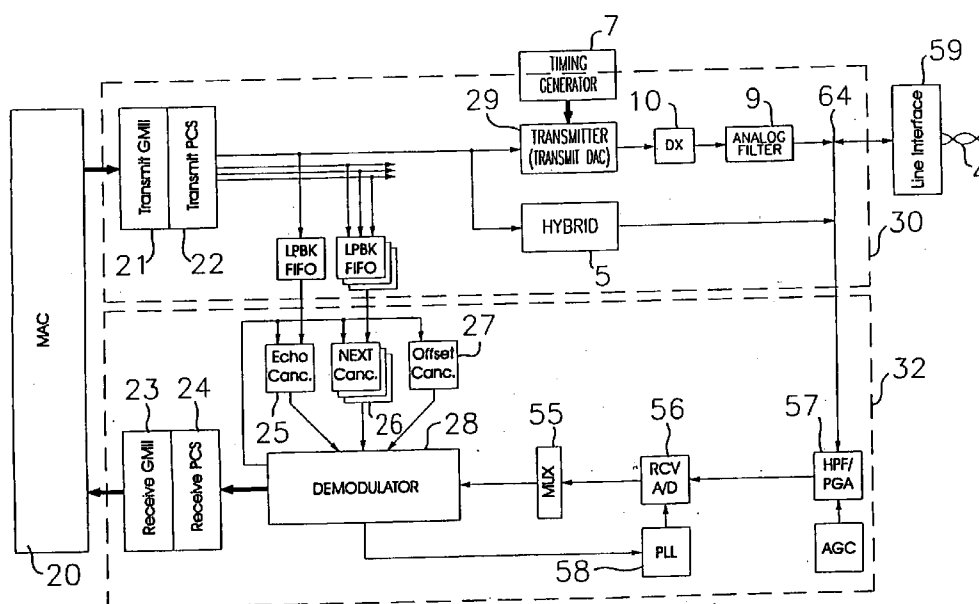 7
TIMING
GENERATOR
59
29
10
9
64
TRANSMITTER
(TRANSMIT DAC)
DX
ANALOG
FILTER
Line Interface
4
MAC
Transmit GMII
Transmit PCS
21
22
LPBK
FIFO
LPBK
FIFO
HYBRID
5
30
27
Echo
Canc.
NEXT
Canc.
Offset
Canc.
32
23
24
25
26
28
55
56
57
Receive GMII
Receive PCS
DEMODULATOR
MUX
RCV
A/D
HPF/
PGA
PLL
AGC
58
20